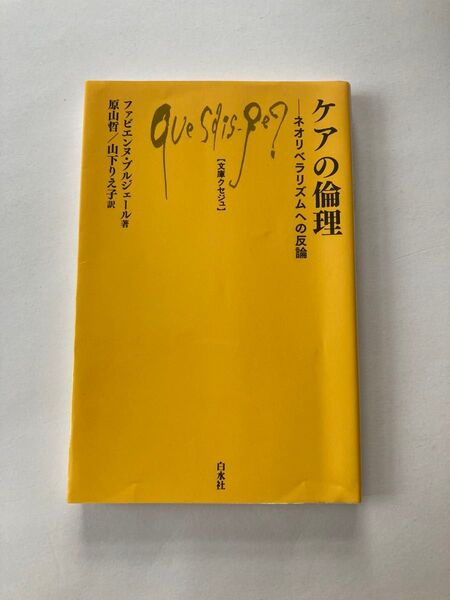 ケアの倫理
──ネオリベラリズムへの反論
Que sais-je?
【文庫クセジュ】
ファビエンヌ・ブルジェール著
原山哲／山下りえ子訳
白水社